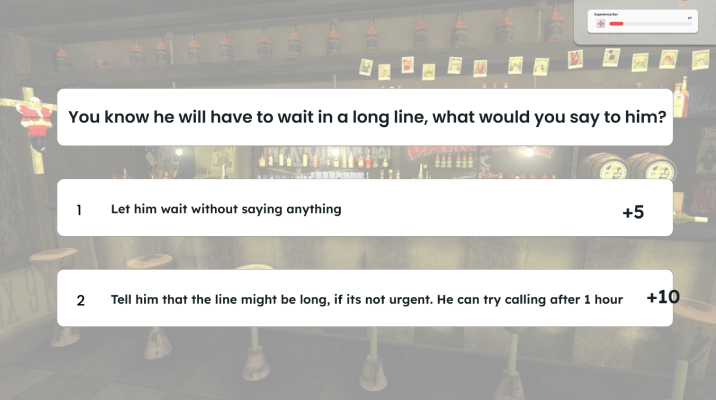 You know he will have to wait in a long line, what would you say to him?
1 Let him wait without saying anything +5
2 Tell him that the line might be long, if its not urgent. He can try calling after 1 hour +10